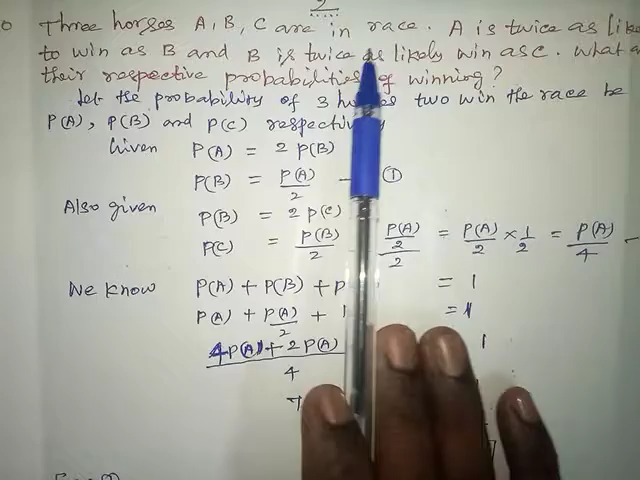 Three horses A, B, C are in race. A is twice as
to win as B and B is twice as likely win as C. What
their respective probabilities of winning?
let the probability of 3 two win the race be
P(A), P(B) and P(C) respectively
Given P(A) = 2 P(B)
P(B) = P(A)/2 — ①
Also given P(B) = 2 P(C)
P(C) = P(B)/2 P(A)/2/2 = P(A)/2 × 1/2 = P(A)/4 –
We know P(A) + P(B) + P = 1
P(A) + P(A)/2 + = 1
4P(A) + 2P(A) 1
4
7